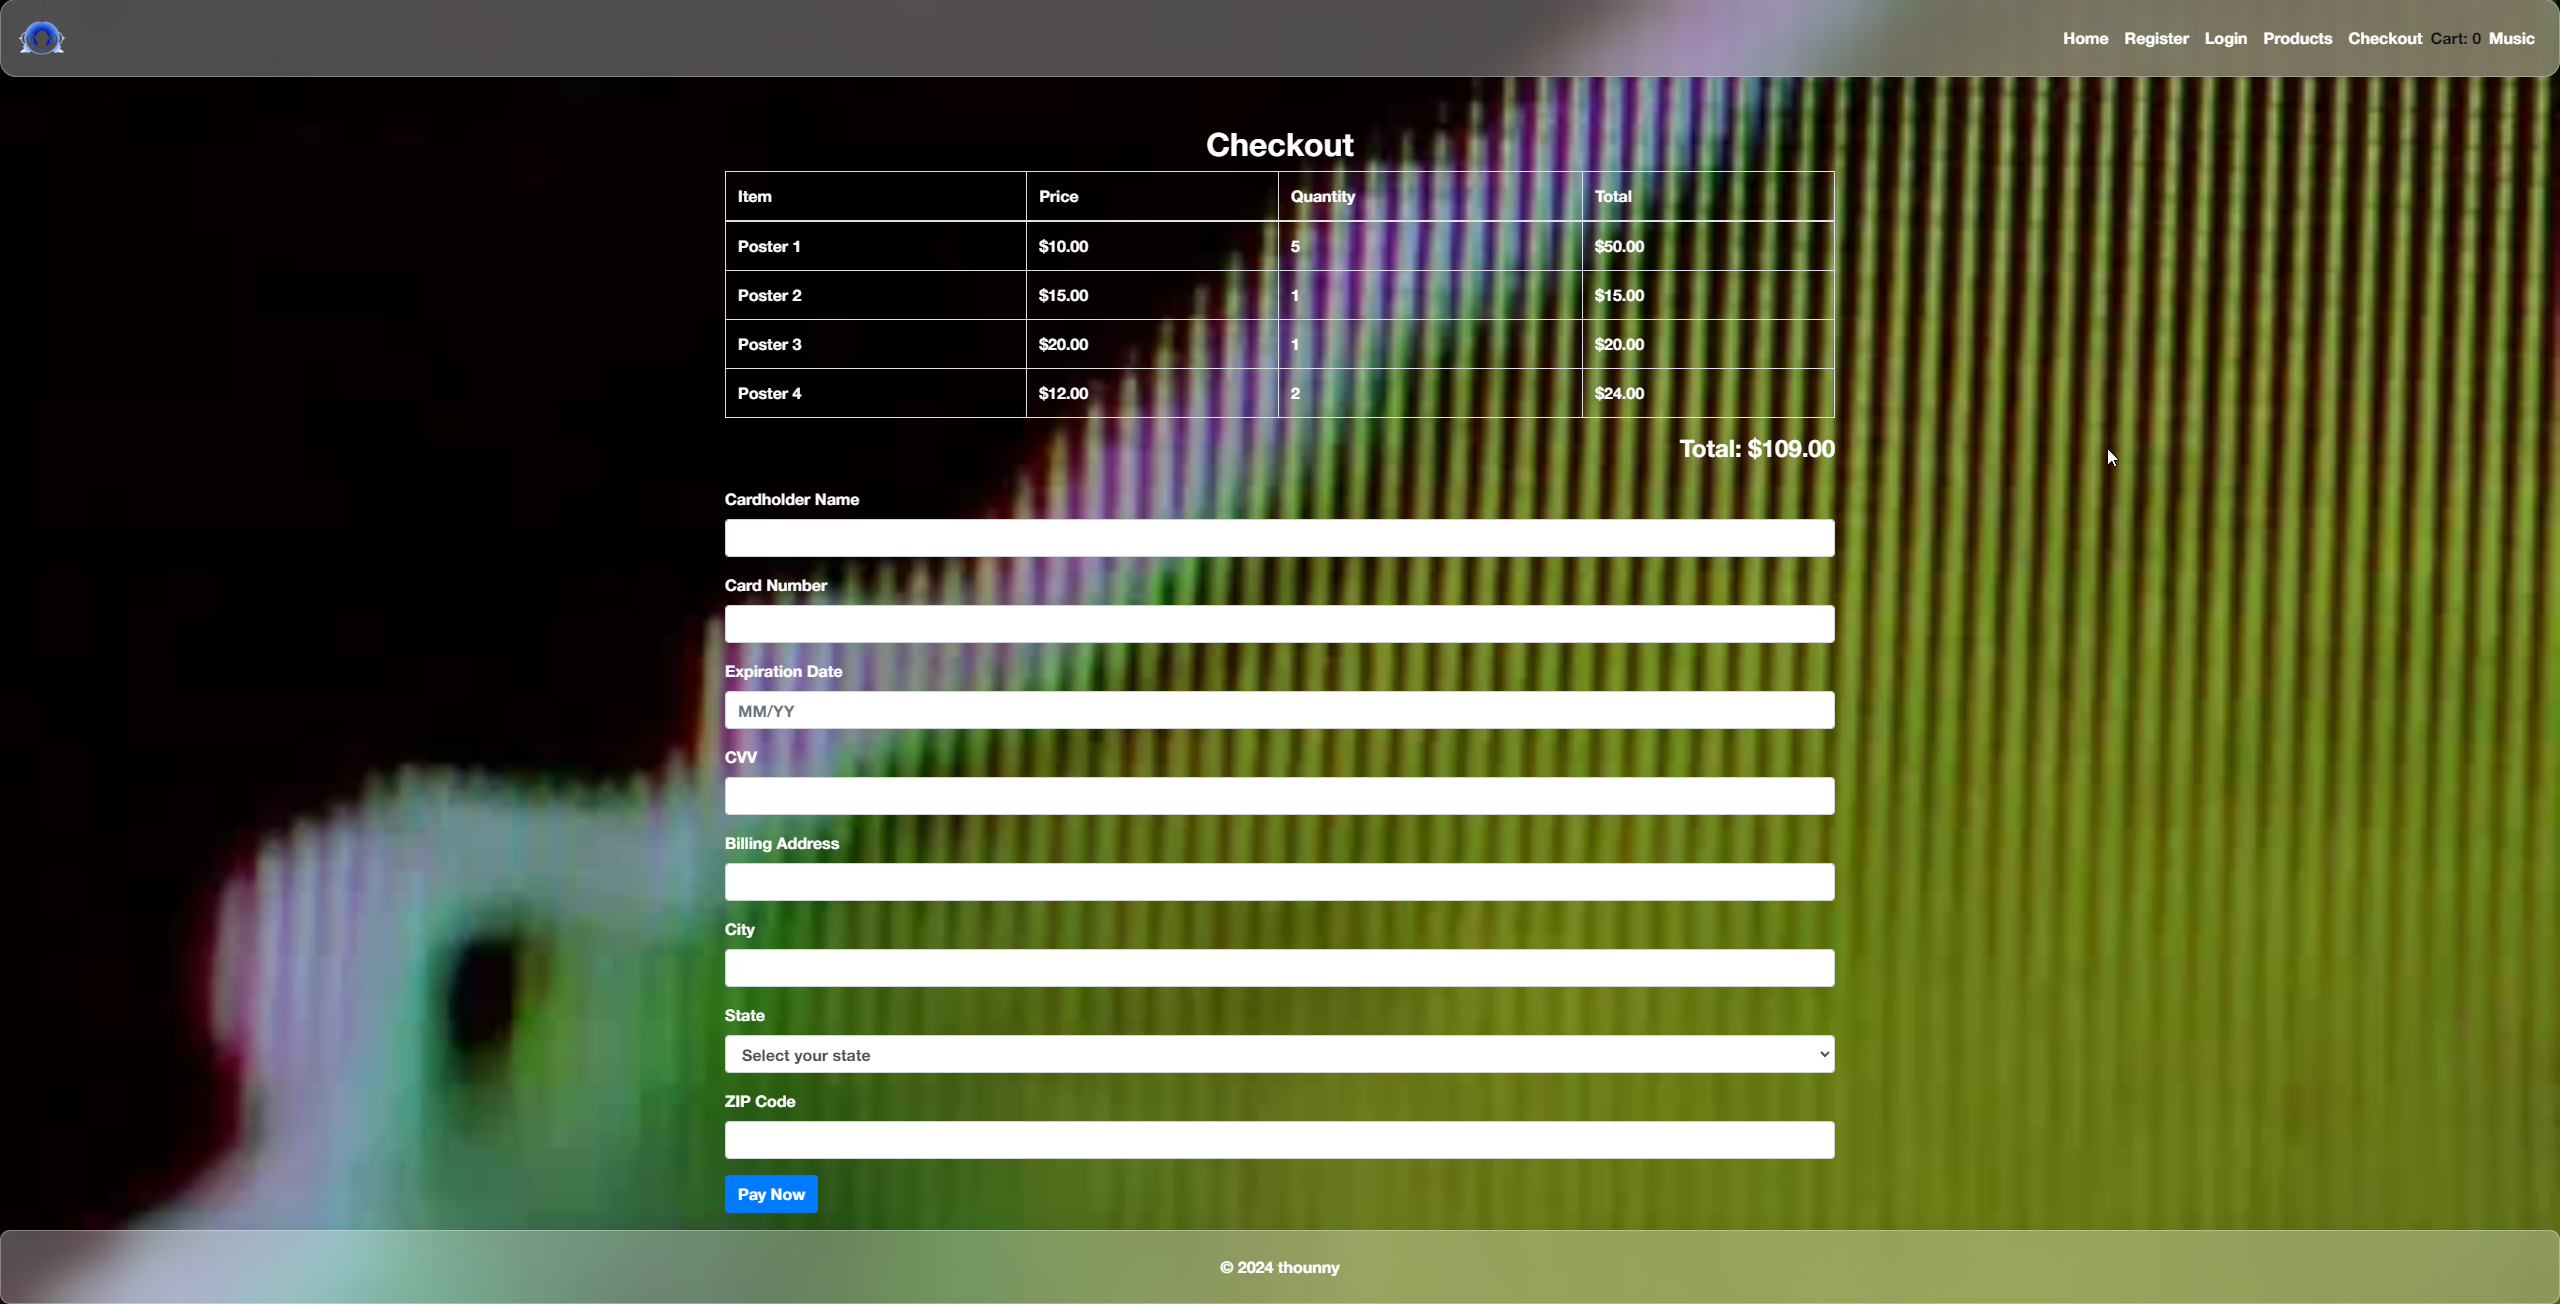 Home Register Login Products Checkout Cart: 0 Music
Checkout
Item Price Quantity Total
Poster 1 $10.00 5 $50.00
Poster 2 $15.00 1 $15.00
Poster 3 $20.00 1 $20.00
Poster 4 $12.00 2 $24.00
Total: $109.00
Cardholder Name
Card Number
Expiration Date
MM/YY
CVV
Billing Address
City
State
Select your state
ZIP Code
Pay Now
© 2024 thounny